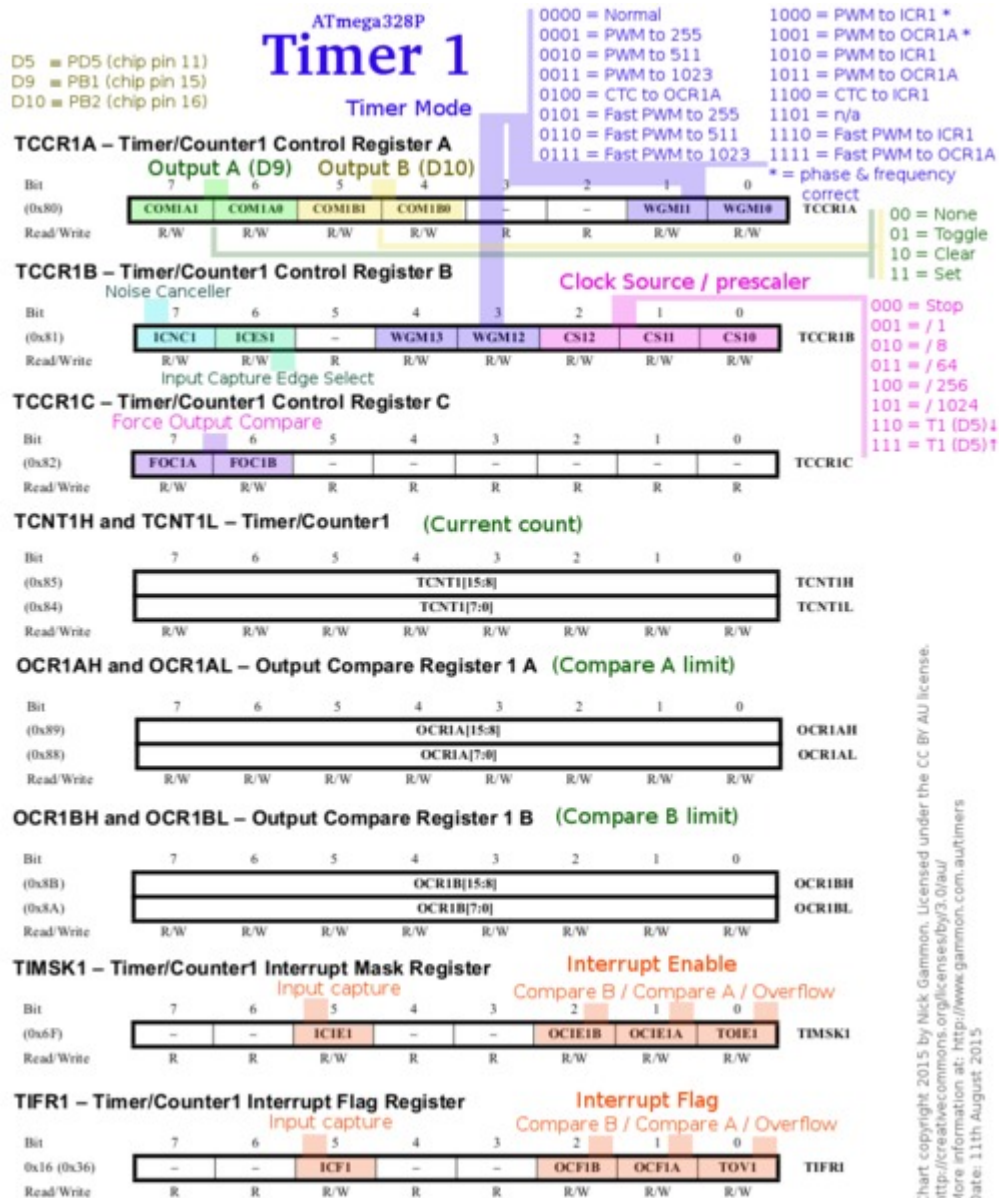 ATmega328P
Timer 1
D5 = PD5 (chip pin 11)
D9 = PB1 (chip pin 15)
D10 = PB2 (chip pin 16)
Timer Mode
0000 = Normal
0001 = PWM to 255
0010 = PWM to 511
0011 = PWM to 1023
0100 = CTC to OCR1A
0101 = Fast PWM to 255
0110 = Fast PWM to 511
0111 = Fast PWM to 1023
1000 = PWM to ICR1 *
1001 = PWM to OCR1A *
1010 = PWM to ICR1
1011 = PWM to OCR1A
1100 = CTC to ICR1
1101 = n/a
1110 = Fast PWM to ICR1
1111 = Fast PWM to OCR1A
* = phase & frequency
correct
TCCR1A – Timer/Counter1 Control Register A
Output A (D9) Output B (D10)
Bit 7 6 5 4 3 2 1 0
(0x80) COM1A1 COM1A0 COM1B1 COM1B0 – – WGM11 WGM10 TCCR1A
Read/Write R/W R/W R/W R/W R R R/W R/W
00 = None
01 = Toggle
10 = Clear
11 = Set
TCCR1B – Timer/Counter1 Control Register B
Noise Canceller
Clock Source / prescaler
Bit 7 6 5 4 3 2 1 0
(0x81) ICNC1 ICES1 – WGM13 WGM12 CS12 CS11 CS10 TCCR1B
Read/Write R/W R/W R R/W R/W R/W R/W R/W
Input Capture Edge Select
000 = Stop
001 = / 1
010 = / 8
011 = / 64
100 = / 256
101 = / 1024
110 = T1 (D5)↓
111 = T1 (D5)↑
TCCR1C – Timer/Counter1 Control Register C
Force Output Compare
Bit 7 6 5 4 3 2 1 0
(0x82) FOC1A FOC1B – – – – – – TCCR1C
Read/Write R/W R/W R R R R R R
TCNT1H and TCNT1L – Timer/Counter1 (Current count)
Bit 7 6 5 4 3 2 1 0
(0x85) TCNT1[15:8] TCNT1H
(0x84) TCNT1[7:0] TCNT1L
Read/Write R/W R/W R/W R/W R/W R/W R/W R/W
OCR1AH and OCR1AL – Output Compare Register 1 A (Compare A limit)
Bit 7 6 5 4 3 2 1 0
(0x89) OCR1A[15:8] OCR1AH
(0x88) OCR1A[7:0] OCR1AL
Read/Write R/W R/W R/W R/W R/W R/W R/W R/W
OCR1BH and OCR1BL – Output Compare Register 1 B (Compare B limit)
Bit 7 6 5 4 3 2 1 0
(0x8B) OCR1B[15:8] OCR1BH
(0x8A) OCR1B[7:0] OCR1BL
Read/Write R/W R/W R/W R/W R/W R/W R/W R/W
TIMSK1 – Timer/Counter1 Interrupt Mask Register
Interrupt Enable
Input capture
Compare B / Compare A / Overflow
Bit 7 6 5 4 3 2 1 0
(0x6F) – – ICIE1 – – OCIE1B OCIE1A TOIE1 TIMSK1
Read/Write R R R/W R R R/W R/W R/W
TIFR1 – Timer/Counter1 Interrupt Flag Register
Interrupt Flag
Input capture
Compare B / Compare A / Overflow
Bit 7 6 5 4 3 2 1 0
0x16 (0x36) – – ICF1 – – OCF1B OCF1A TOV1 TIFR1
Read/Write R R R/W R R R/W R/W R/W
copyright 2015 by Nick Gammon. Licensed under the CC BY AU license.
://creativecommons.org/licenses/by/3.0/au/
information at: http://www.gammon.com.au/timers
11th August 2015